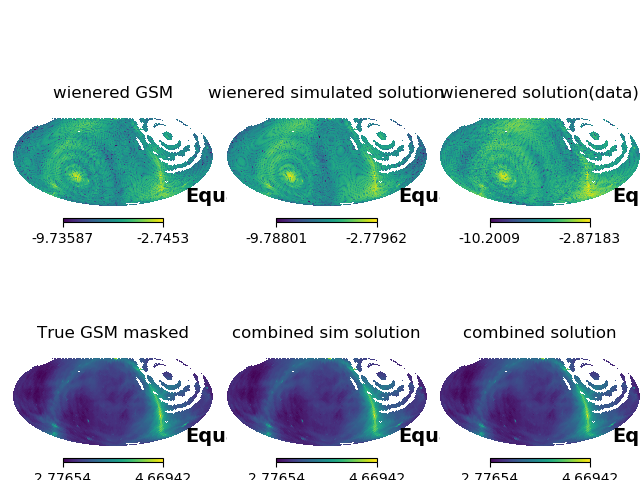 wienered GSM
wienered simulated solution
wienered solution(data)
Equ
Equ
Eq
-9.73587 -2.7453
-9.78801 -2.77962
-10.2009 -2.87183
True GSM masked
combined sim solution
combined solution
Equ
Equ
Eq
2.77654 4.66942
2.77654 4.66942
2.77654 4.66942